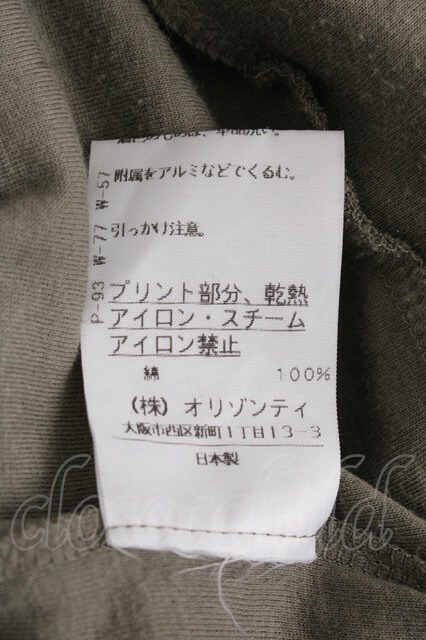 附属をアルミなどでくるむ。
引っかけ注意。
P-93 W-77 W-57
プリント部分、乾熱
アイロン・スチーム
アイロン禁止
綿 100%
(株) オリゾンティ
大阪市西区新町1丁目13-3
日本製
closet child